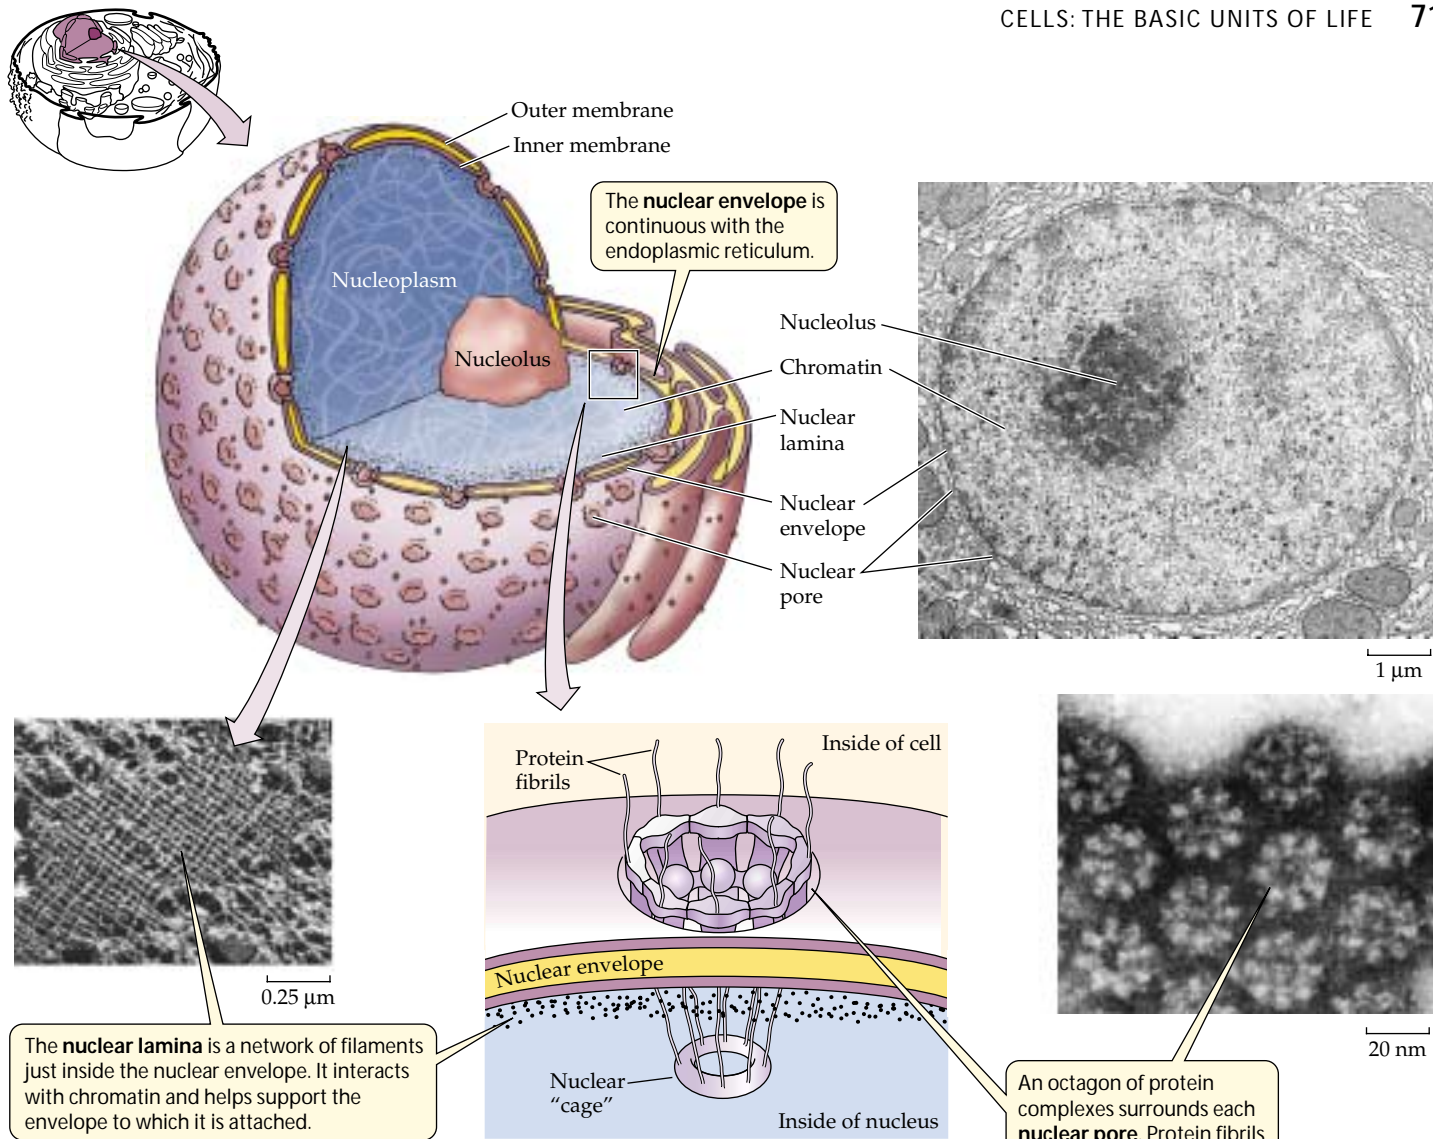 CELLS: THE BASIC UNITS OF LIFE
Outer membrane
Inner membrane
The nuclear envelope is
continuous with the
endoplasmic reticulum.
Nucleoplasm
Nucleolus
Nucleolus
Chromatin
Nuclear
lamina
Nuclear
envelope
Nuclear
pore
1 μm
0.25 μm
The nuclear lamina is a network of filaments
just inside the nuclear envelope. It interacts
with chromatin and helps support the
envelope to which it is attached.
Protein
fibrils
Inside of cell
Nuclear envelope
Nuclear
“cage”
Inside of nucleus
20 nm
An octagon of protein
complexes surrounds each
nuclear pore. Protein fibrils